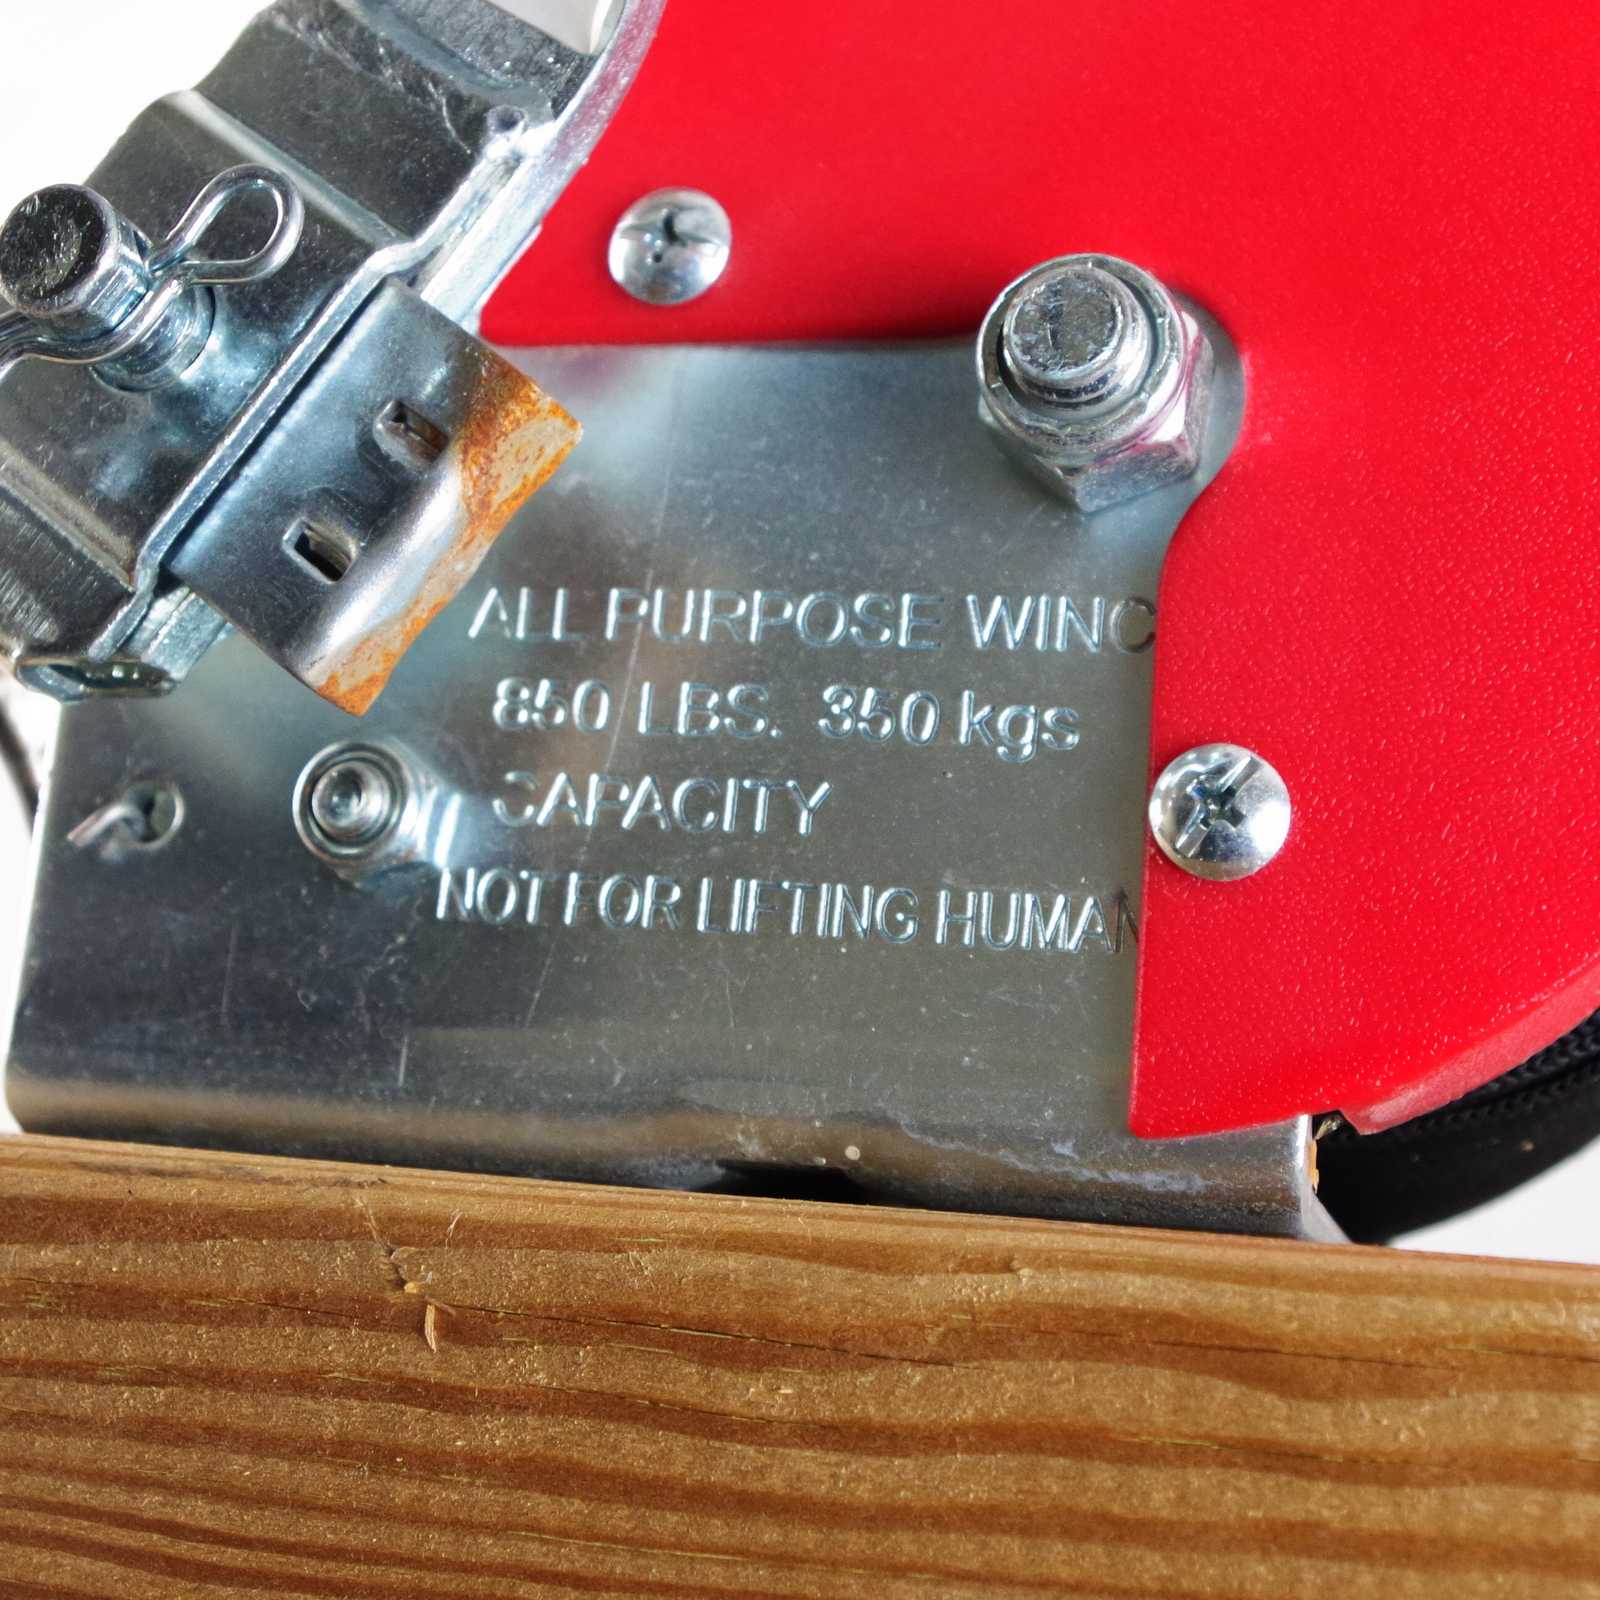 ALL PURPOSE WINC
850 LBS. 350 kgs
CAPACITY
NOT FOR LIFTING HUMAN